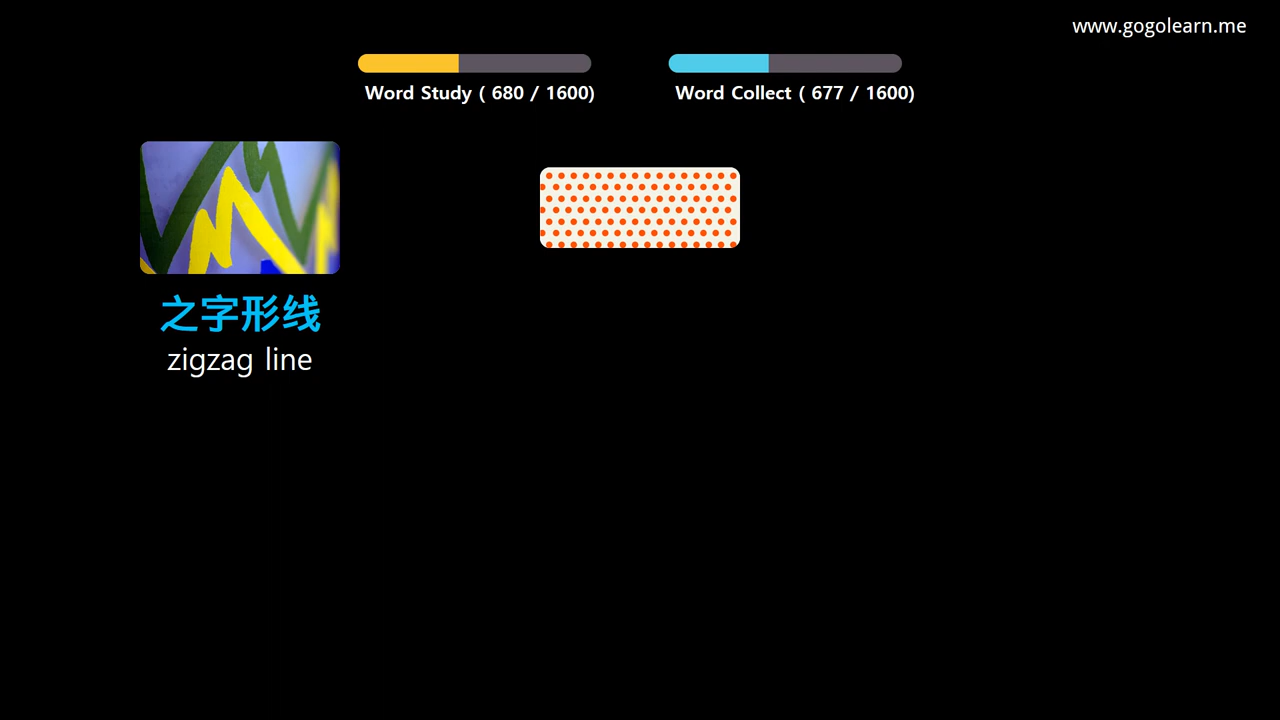 www.gogolearn.me
Word Study ( 680 / 1600)
Word Collect ( 677 / 1600)
之字形线
zigzag line